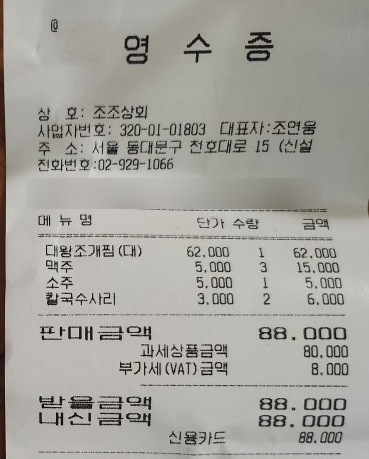 @
영 수 증
상 호: 조조상회
사업자번호: 320-01-01803 대표자:조연웅
주 소: 서울 동대문구 천호대로 15 (신설
전화번호:02-929-1066
메 뉴 명 단가 수량 금액
대왕조개찜(대) 62.000 1 62.000
맥주 5.000 3 15.000
소주 5.000 1 5.000
칼국수사리 3.000 2 6.000
판매금액 88.000
과세상품금액 80.000
부가세(VAT)금액 8.000
받을금액 88.000
내신금액 88.000
신용카드 88.000